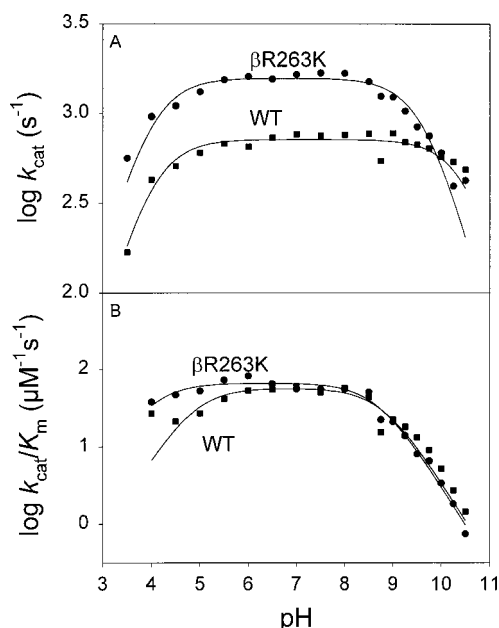 A
3.5
3.0
2.5
2.0
log kcat (s⁻¹)
βR263K
WT
B
2
1
0
log kcat/Km (μM⁻¹s⁻¹)
βR263K
WT
3 4 5 6 7 8 9 10 11
pH